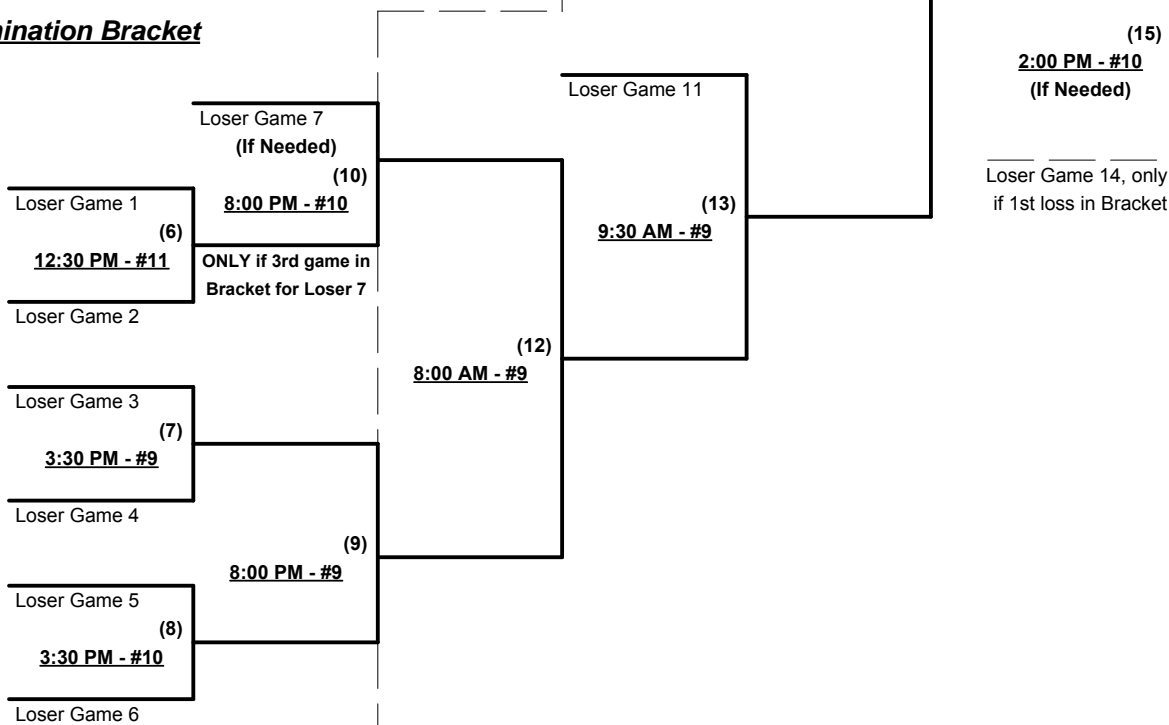 mination Bracket
(15)
2:00 PM - #10
(If Needed)
Loser Game 14, only
if 1st loss in Bracket
Loser Game 11
(13)
9:30 AM - #9
Loser Game 7
(If Needed)
(10)
8:00 PM - #10
ONLY if 3rd game in
Bracket for Loser 7
Loser Game 1
(6)
12:30 PM - #11
Loser Game 2
(12)
8:00 AM - #9
Loser Game 3
(7)
3:30 PM - #9
Loser Game 4
(9)
8:00 PM - #9
Loser Game 5
(8)
3:30 PM - #10
Loser Game 6